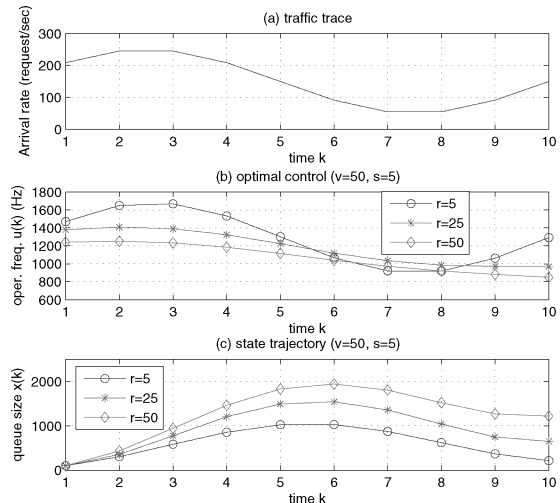 (a) traffic trace
Arrival rate (request/sec)
300
200
100
0
1 2 3 4 5 6 7 8 9 10
time k
(b) optimal control (v=50, s=5)
oper. freq. u(k) (Hz)
1800
1600
1400
1200
1000
800
600
r=5
r=25
r=50
1 2 3 4 5 6 7 8 9 10
time k
(c) state trajectory (v=50, s=5)
queue size x(k)
2000
1000
0
r=5
r=25
r=50
1 2 3 4 5 6 7 8 9 10
time k